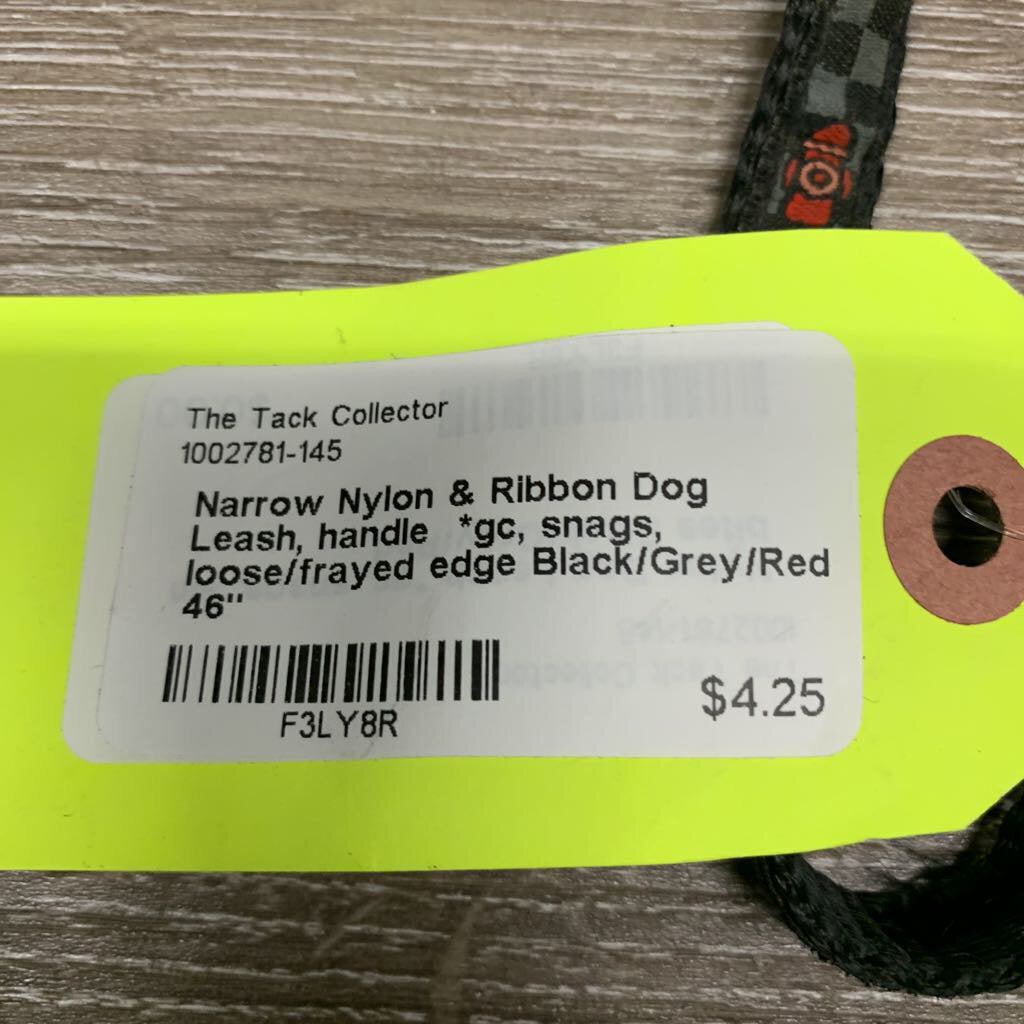 The Tack Collector
1002781-145
Narrow Nylon & Ribbon Dog
Leash, handle *gc, snags,
loose/frayed edge Black/Grey/Red
46"
F3LY8R
$4.25